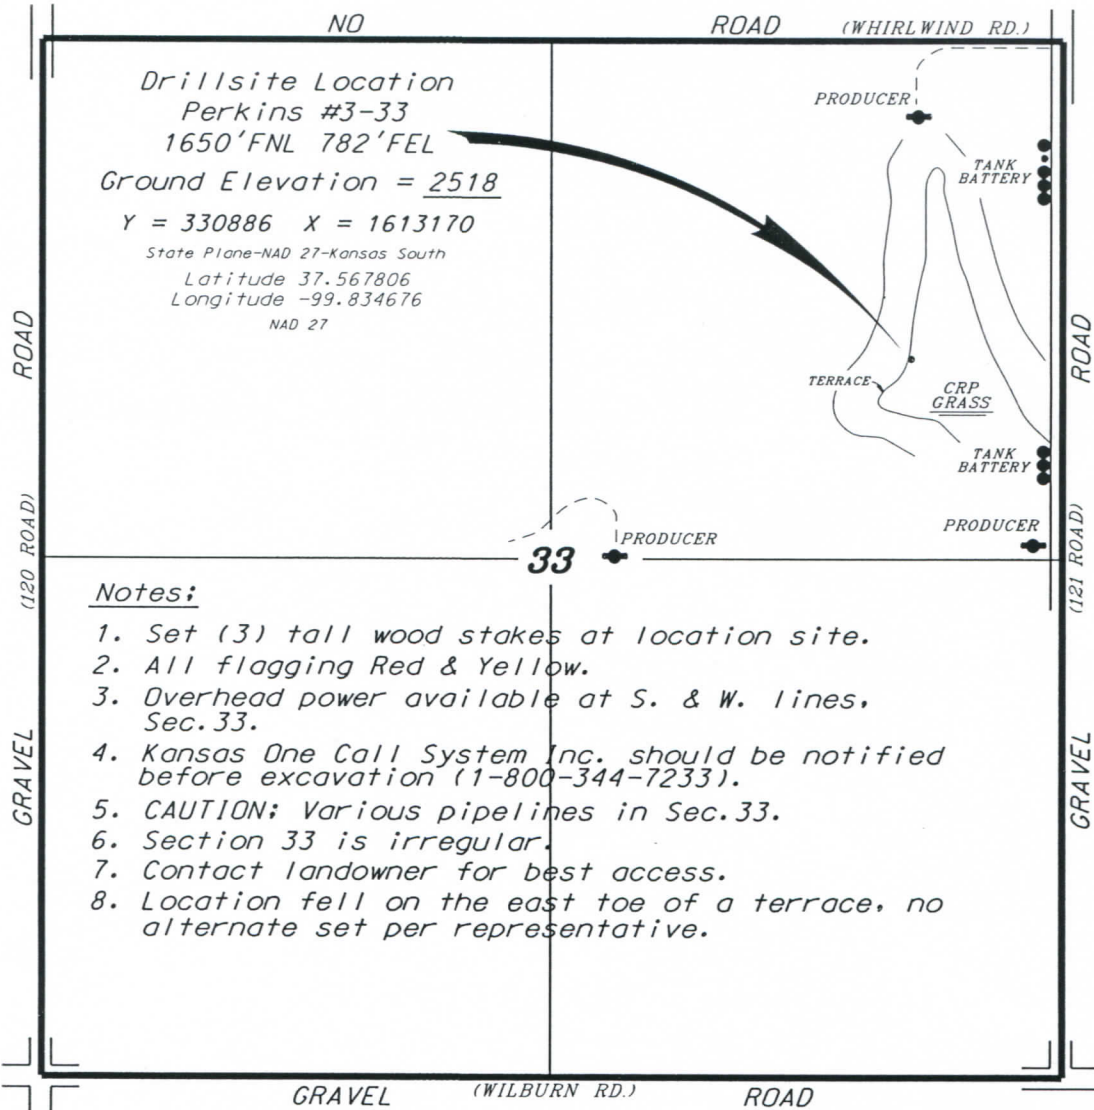 NO ROAD (WHIRLWIND RD.)
Drillsite Location
Perkins #3-33
1650'FNL 782'FEL
Ground Elevation = 2518
Y = 330886 X = 1613170
State Plane-NAD 27-Kansas South
Latitude 37.567806
Longitude -99.834676
NAD 27
PRODUCER
TANK
BATTERY
ROAD
ROAD
TERRACE
CRP
GRASS
TANK
BATTERY
PRODUCER
PRODUCER
33
(120 ROAD)
(121 ROAD)
Notes:
1. Set (3) tall wood stakes at location site.
2. All flagging Red & Yellow.
3. Overhead power available at S. & W. lines,
Sec.33.
4. Kansas One Call System Inc. should be notified
before excavation (1-800-344-7233).
5. CAUTION: Various pipelines in Sec.33.
6. Section 33 is irregular.
7. Contact landowner for best access.
8. Location fell on the east toe of a terrace, no
alternate set per representative.
GRAVEL
GRAVEL
GRAVEL (WILBURN RD.) ROAD